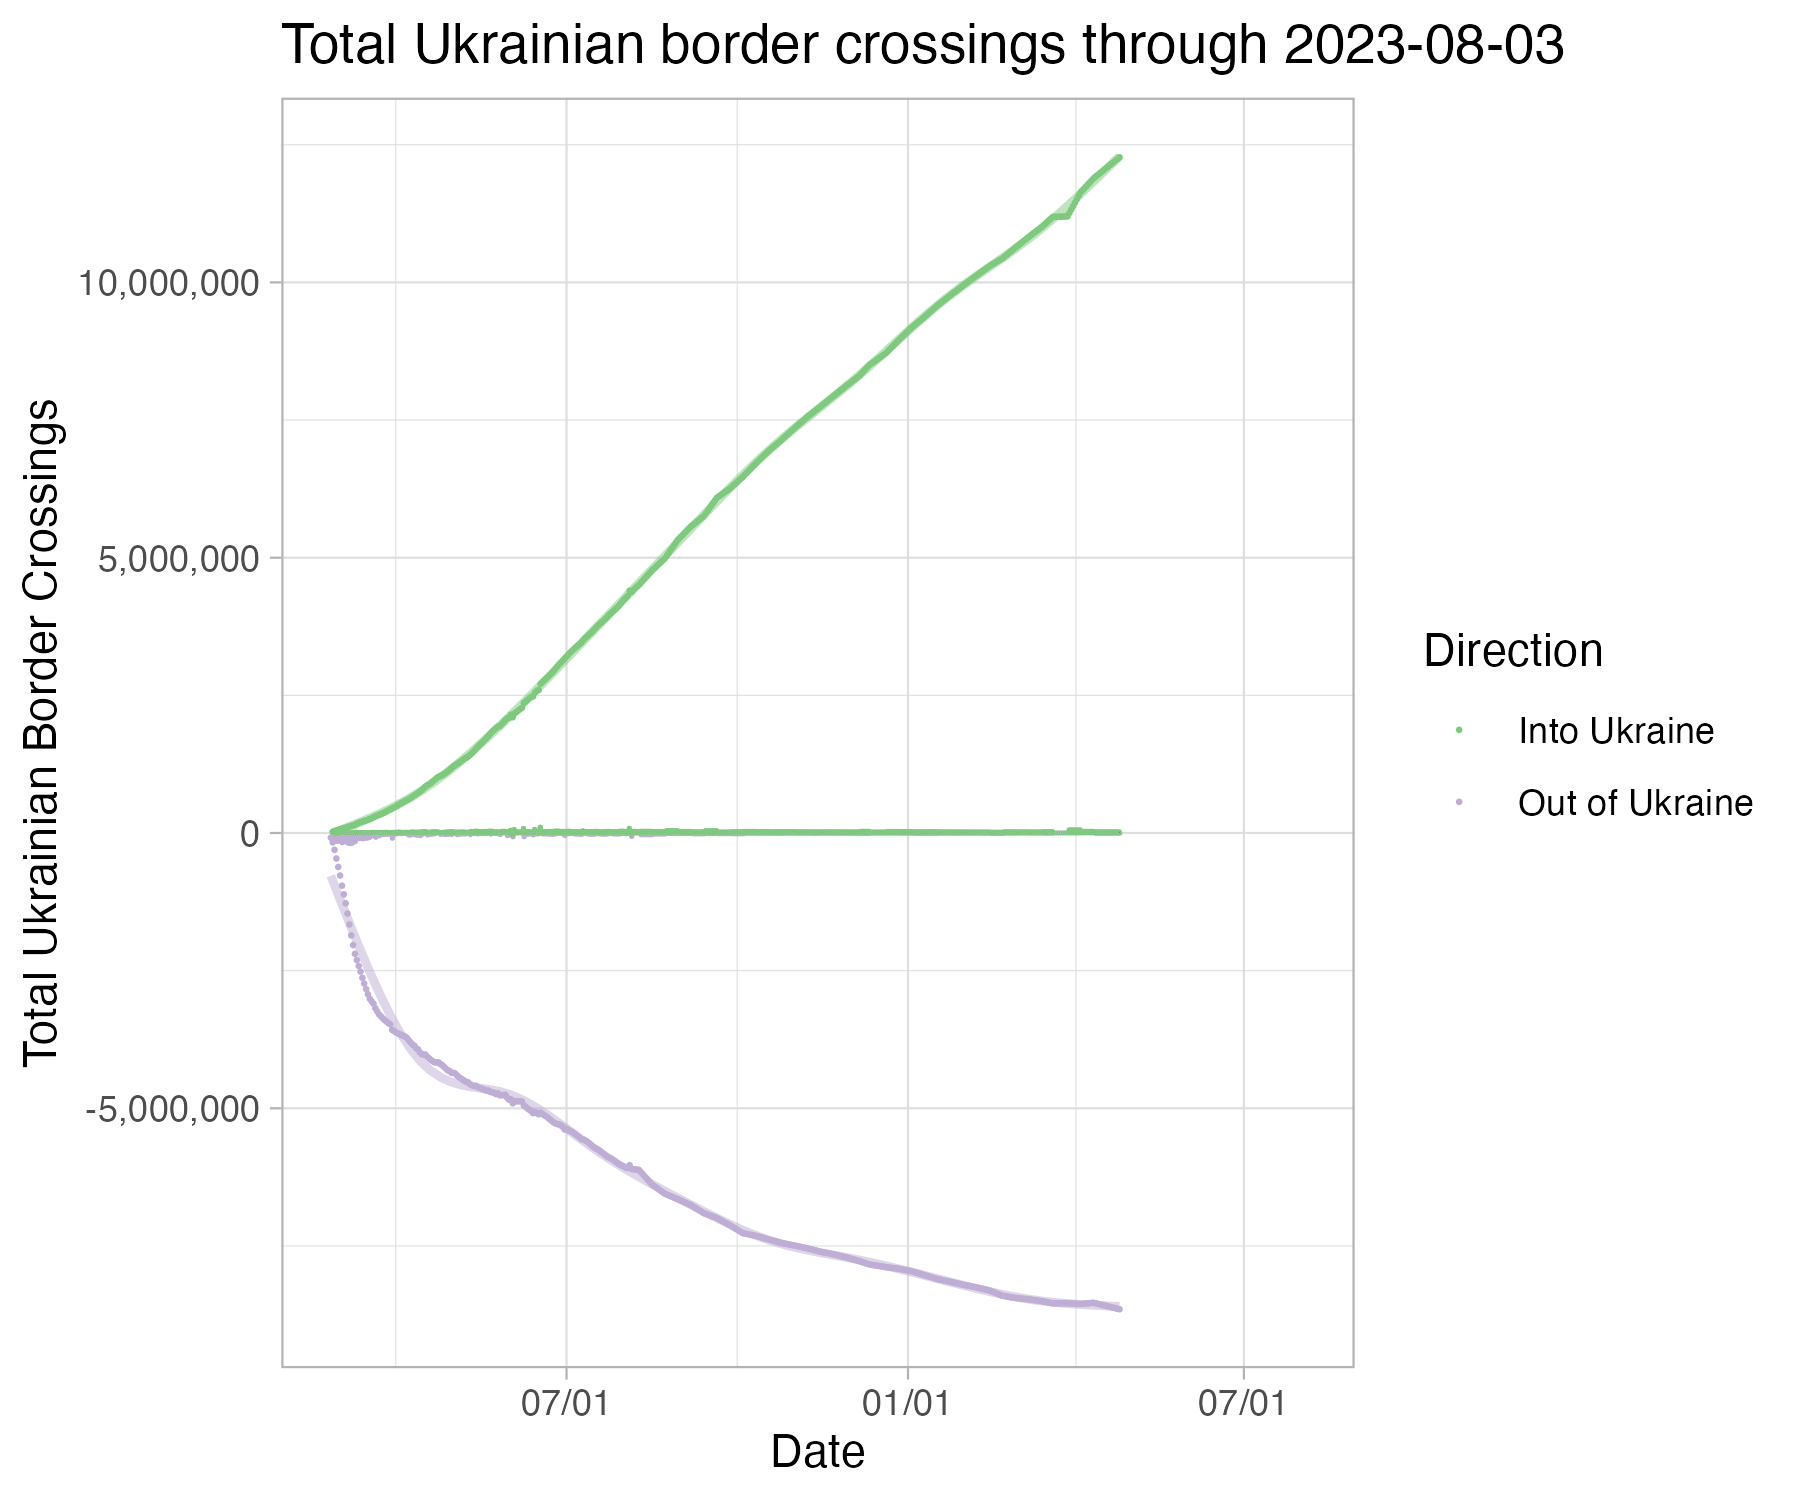 Total Ukrainian border crossings through 2023-08-03
Total Ukrainian Border Crossings
10,000,000
5,000,000
0
-5,000,000
07/01
01/01
07/01
Date
Direction
Into Ukraine
Out of Ukraine